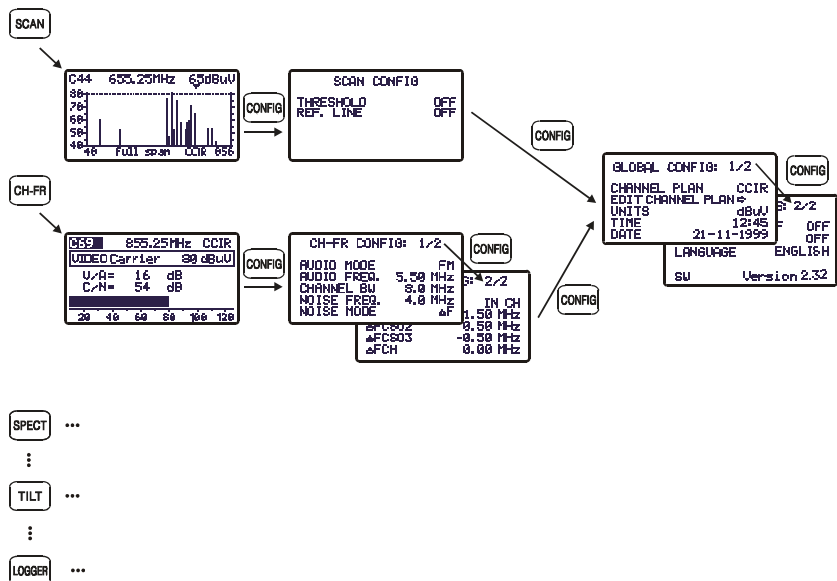 SCAN
C44 655.25MHz 65dBuV
80
70
60
50
40
40 Full span CCIR 856
CONFIG
SCAN CONFIG
THRESHOLD OFF
REF. LINE OFF
CONFIG
GLOBAL CONFIG: 1/2
CHANNEL PLAN CCIR
EDIT CHANNEL PLAN ⇨
UNITS dBuV
TIME 12:45
DATE 21-11-1999
CONFIG
G: 2/2
F OFF
OFF
LANGUAGE ENGLISH
SW Version 2.32
CH-FR
C69 855.25MHz CCIR
VIDEO Carrier 80 dBuV
V/A= 16 dB
C/N= 54 dB
20 40 60 80 100 120
CONFIG
CH-FR CONFIG: 1/2
AUDIO MODE FM
AUDIO FREQ. 5.50 MHz
CHANNEL BW 8.0 MHz
NOISE FREQ. 4.0 MHz
NOISE MODE ▵F
CONFIG
G: 2/2
IN CH
1.50 MHz
▵FCSO2 0.50 MHz
▵FCSO3 -0.50 MHz
▵FCH 0.00 MHz
CONFIG
SPECT •••
TILT •••
LOGGER •••